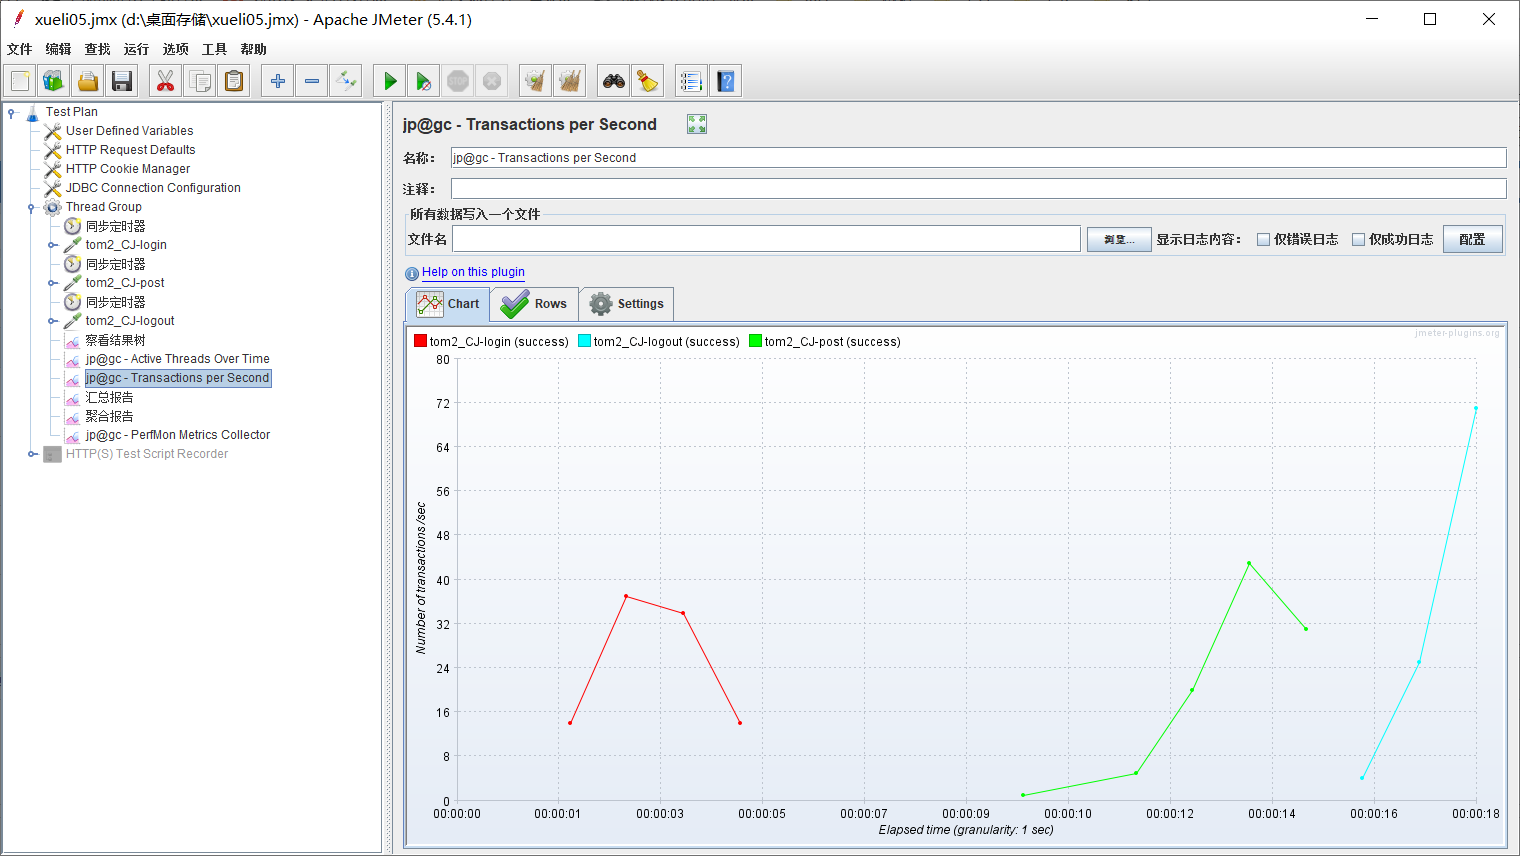 xueli05.jmx (d:\桌面存储\xueli05.jmx) - Apache JMeter (5.4.1)
文件 编辑 查找 运行 选项 工具 帮助
STOP
Test Plan
User Defined Variables
HTTP Request Defaults
HTTP Cookie Manager
JDBC Connection Configuration
Thread Group
同步定时器
tom2_CJ-login
同步定时器
tom2_CJ-post
同步定时器
tom2_CJ-logout
察看结果树
jp@gc - Active Threads Over Time
jp@gc - Transactions per Second
汇总报告
聚合报告
jp@gc - PerfMon Metrics Collector
HTTP(S) Test Script Recorder
jp@gc - Transactions per Second
名称： jp@gc - Transactions per Second
注释：
所有数据写入一个文件
文件名 浏览... 显示日志内容： 仅错误日志 仅成功日志 配置
Help on this plugin
Chart Rows Settings
jmeter-plugins.org
tom2_CJ-login (success) tom2_CJ-logout (success) tom2_CJ-post (success)
80
72
64
56
48
40
32
24
16
8
0
Number of transactions /sec
00:00:00 00:00:01 00:00:03 00:00:05 00:00:07 00:00:09 00:00:10 00:00:12 00:00:14 00:00:16 00:00:18
Elapsed time (granularity: 1 sec)